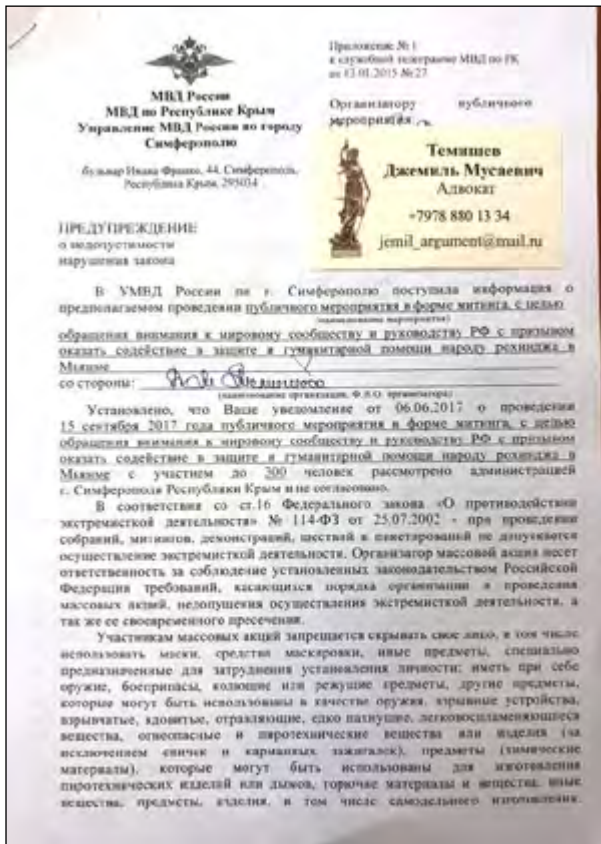 МВД России
МВД по Республике Крым
Управление МВД России по городу
Симферополю
бульвар Ивана Франко, 44, Симферополь,
Республика Крым, 295034
Приложение № 1
к служебной телеграмме МВД по РК
от 13.01.2015 № 27
Организатору публичного
мероприятия
Темишев
Джемиль Мусаевич
Адвокат
+7978 880 13 34
jemil_argument@mail.ru
ПРЕДУПРЕЖДЕНИЕ
о недопустимости
нарушения закона
В УМВД России по г. Симферополю поступила информация о
предполагаемом проведении публичного мероприятия в форме митинга, с целью
(наименование мероприятия)
обращения внимания к мировому сообществу и руководству РФ с призывом
оказать содействие в защите и гуманитарной помощи народу рохинджа в
Мьянме
со стороны:
(наименование организации, Ф.И.О. организатора)
Установлено, что Ваше уведомление от 06.06.2017 о проведении
15 сентября 2017 года публичного мероприятия в форме митинга, с целью
обращения внимания к мировому сообществу и руководству РФ с призывом
оказать содействие в защите и гуманитарной помощи народу рохинджа в
Мьянме с участием до 300 человек рассмотрено администрацией
г. Симферополя Республики Крым и не согласовано.
В соответствии со ст.16 Федерального закона «О противодействии
экстремисткой деятельности» № 114-ФЗ от 25.07.2002 - при проведении
собраний, митингов, демонстраций, шествий и пикетирований не допускается
осуществление экстремисткой деятельности. Организатор массовой акции несет
ответственность за соблюдение установленных законодательством Российской
Федерации требований, касающихся порядка организации и проведения
массовых акций, недопущения осуществления экстремисткой деятельности, а
так же ее своевременного пресечения.
Участникам массовых акций запрещается скрывать свое лицо, в том числе
использовать маски, средства маскировки, иные предметы, специально
предназначенные для затруднения установления личности; иметь при себе
оружие, боеприпасы, колющие или режущие предметы, другие предметы,
которые могут быть использованы в качестве оружия, взрывные устройства,
взрывчатые, ядовитые, отравляющие, едко пахнущие, легковоспламеняющиеся
вещества, огнеопасные и пиротехнические вещества или изделия (за
исключением спичек и карманных зажигалок), предметы (химические
материалы), которые могут быть использованы для изготовления
пиротехнических изделий или дымов, горючие материалы и вещества, иные
вещества, предметы, изделия, в том числе самодельного изготовления,